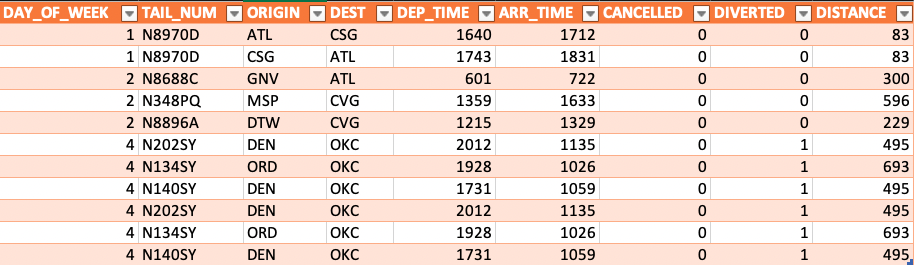 DAY_OF_WEEK TAIL_NUM ORIGIN DEST DEP_TIME ARR_TIME CANCELLED DIVERTED DISTANCE
1 N8970D ATL CSG 1640 1712 0 0 83
1 N8970D CSG ATL 1743 1831 0 0 83
2 N8688C GNV ATL 601 722 0 0 300
2 N348PQ MSP CVG 1359 1633 0 0 596
2 N8896A DTW CVG 1215 1329 0 0 229
4 N202SY DEN OKC 2012 1135 0 1 495
4 N134SY ORD OKC 1928 1026 0 1 693
4 N140SY DEN OKC 1731 1059 0 1 495
4 N202SY DEN OKC 2012 1135 0 1 495
4 N134SY ORD OKC 1928 1026 0 1 693
4 N140SY DEN OKC 1731 1059 0 1 495